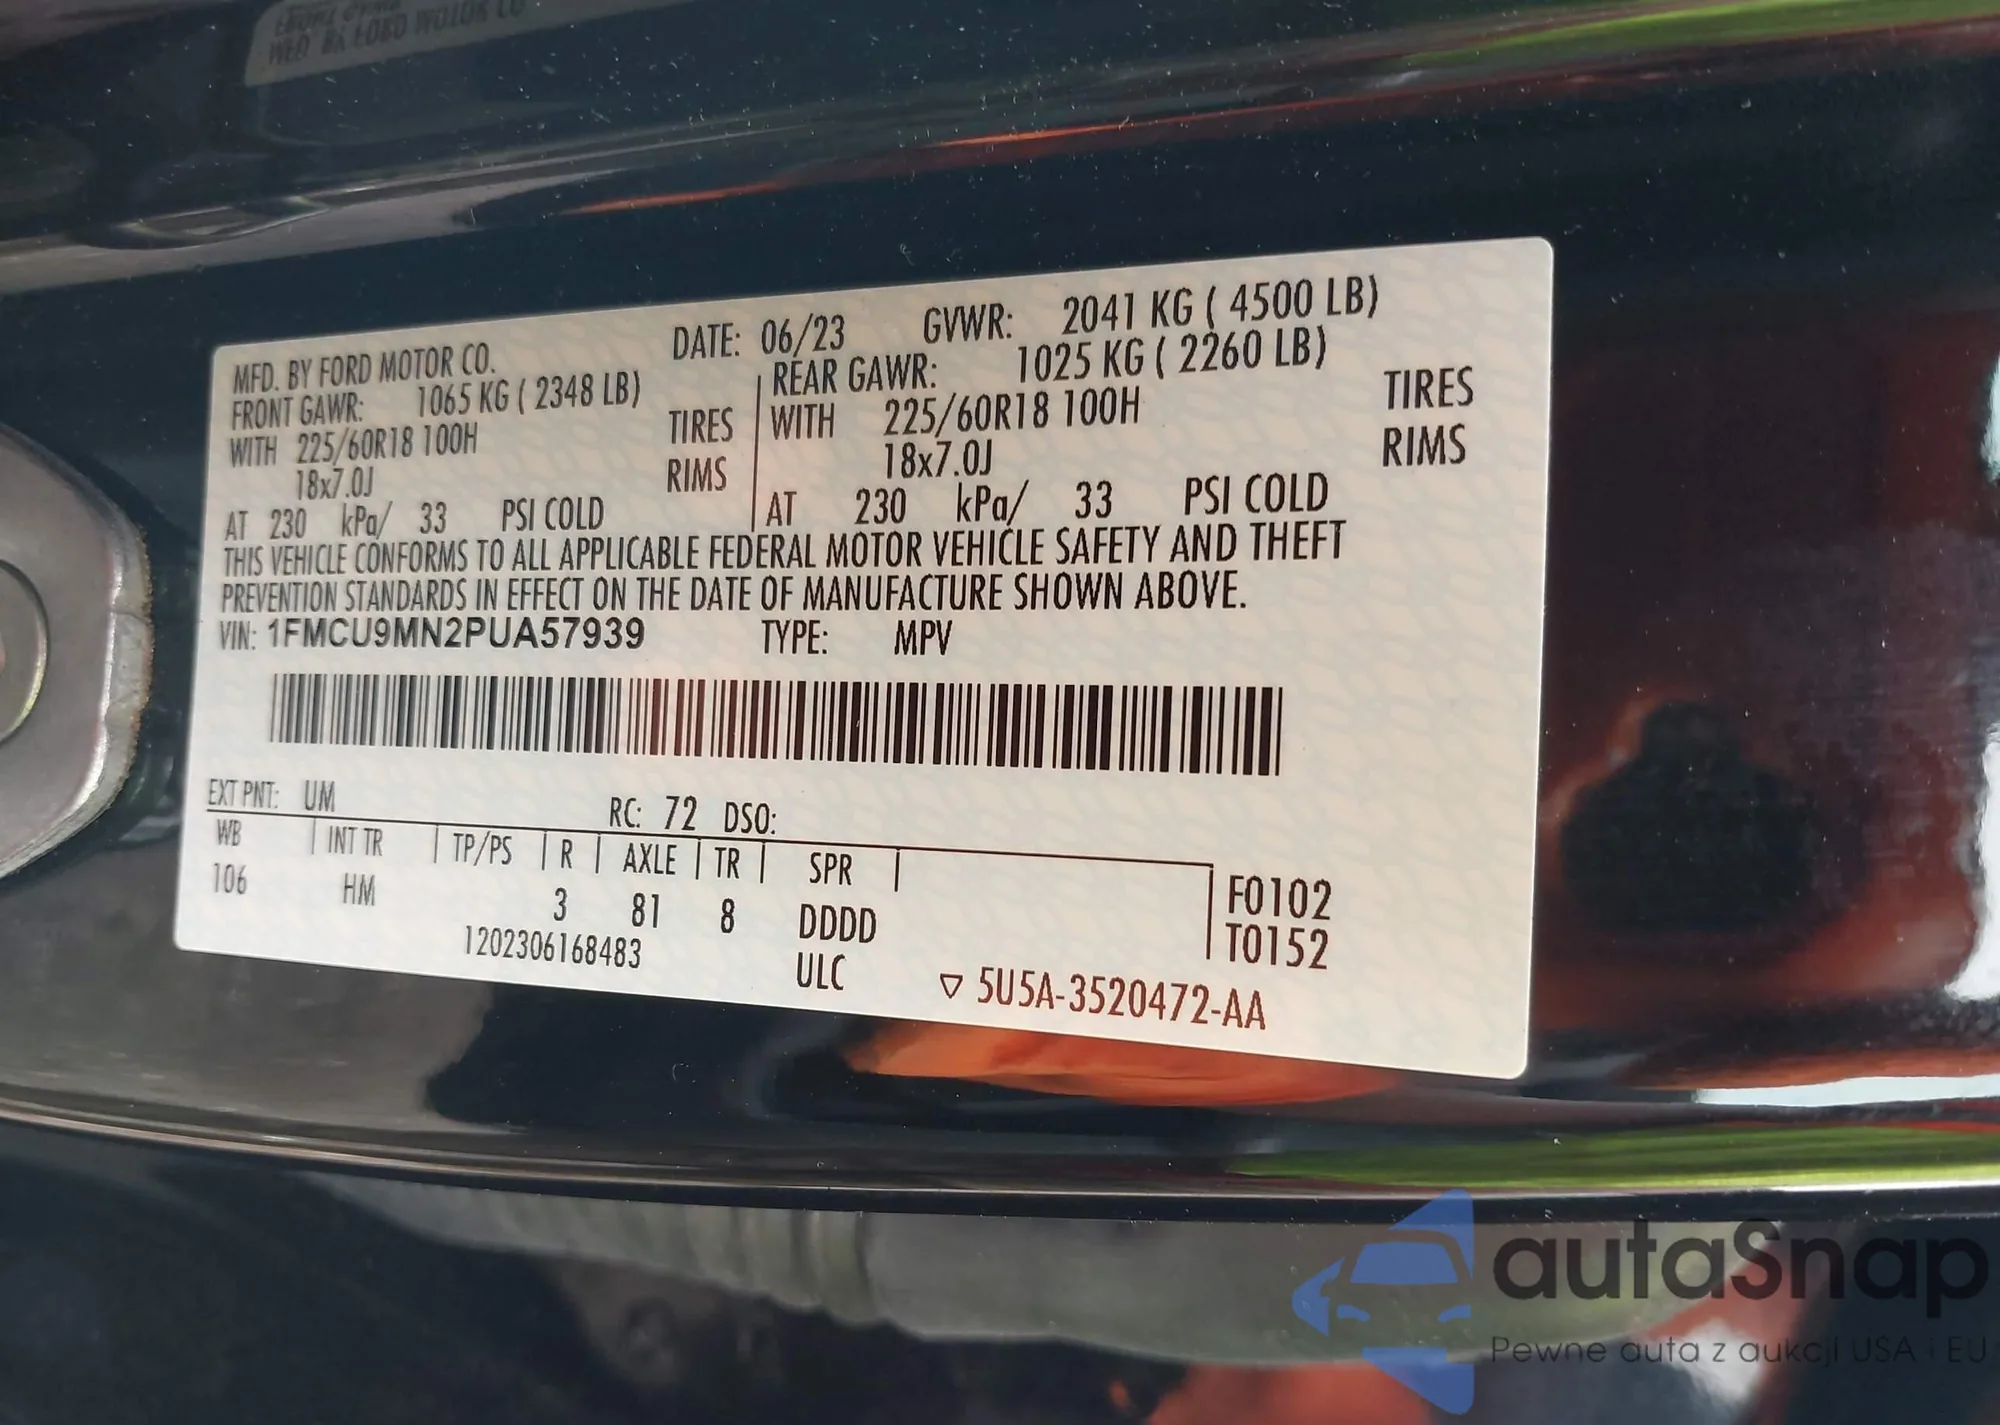 MFD. BY FORD MOTOR CO.
DATE: 06/23 GVWR: 2041 KG ( 4500 LB)
FRONT GAWR: 1065 KG ( 2348 LB)
WITH 225/60R18 100H TIRES
18x7.0J RIMS
AT 230 kPa/ 33 PSI COLD
REAR GAWR: 1025 KG ( 2260 LB)
WITH 225/60R18 100H TIRES
18x7.0J RIMS
AT 230 kPa/ 33 PSI COLD
THIS VEHICLE CONFORMS TO ALL APPLICABLE FEDERAL MOTOR VEHICLE SAFETY AND THEFT
PREVENTION STANDARDS IN EFFECT ON THE DATE OF MANUFACTURE SHOWN ABOVE.
VIN: 1FMCU9MN2PUA57939 TYPE: MPV
EXT PNT: UM RC: 72 DSO:
WB INT TR TP/PS R AXLE TR SPR
106 HM 3 81 8 DDDD
F0102
T0152
1202306168483 ULC
▽ 5U5A-3520472-AA
autaSnap
Pewne auta z aukcji USA i EU